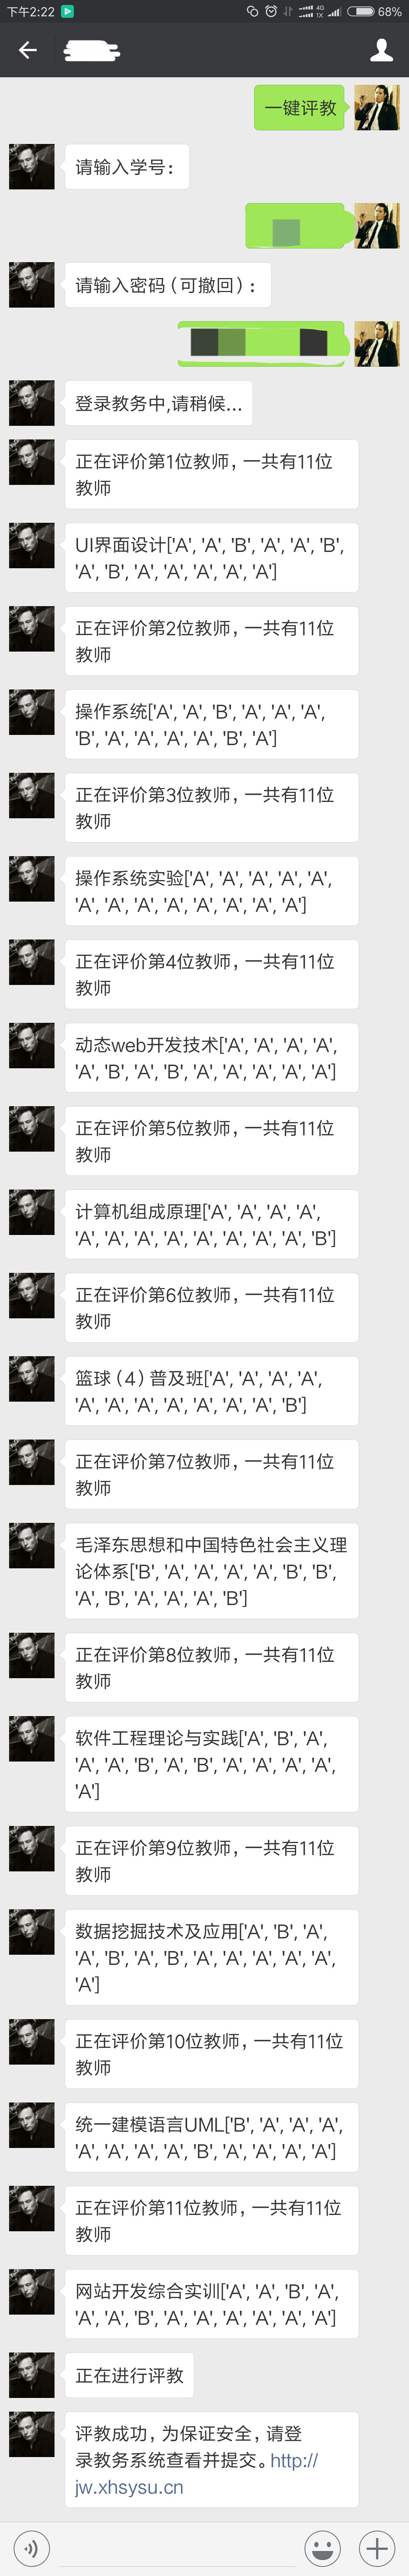 下午2:22
4G
1X
68%
一键评教
请输入学号：
请输入密码（可撤回）：
登录教务中,请稍候...
正在评价第1位教师，一共有11位
教师
UI界面设计['A', 'A', 'B', 'A', 'A', 'B',
'A', 'B', 'A', 'A', 'A', 'A', 'A']
正在评价第2位教师，一共有11位
教师
操作系统['A', 'A', 'B', 'A', 'A', 'A',
'B', 'A', 'A', 'A', 'A', 'B', 'A']
正在评价第3位教师，一共有11位
教师
操作系统实验['A', 'A', 'A', 'A', 'A',
'A', 'A', 'A', 'A', 'A', 'A', 'A', 'A']
正在评价第4位教师，一共有11位
教师
动态web开发技术['A', 'A', 'A', 'A',
'A', 'B', 'A', 'B', 'A', 'A', 'A', 'A', 'A']
正在评价第5位教师，一共有11位
教师
计算机组成原理['A', 'A', 'A', 'A',
'A', 'A', 'A', 'A', 'A', 'A', 'A', 'A', 'B']
正在评价第6位教师，一共有11位
教师
篮球（4）普及班['A', 'A', 'A', 'A',
'A', 'A', 'A', 'A', 'A', 'A', 'A', 'B']
正在评价第7位教师，一共有11位
教师
毛泽东思想和中国特色社会主义理
论体系['B', 'A', 'A', 'A', 'A', 'B', 'B',
'A', 'B', 'A', 'A', 'A', 'B']
正在评价第8位教师，一共有11位
教师
软件工程理论与实践['A', 'B', 'A',
'A', 'A', 'B', 'A', 'B', 'A', 'A', 'A', 'A',
'A']
正在评价第9位教师，一共有11位
教师
数据挖掘技术及应用['A', 'B', 'A',
'A', 'B', 'A', 'B', 'A', 'A', 'A', 'A', 'A',
'A']
正在评价第10位教师，一共有11位
教师
统一建模语言UML['B', 'A', 'A', 'A',
'A', 'A', 'A', 'A', 'B', 'A', 'A', 'A', 'A']
正在评价第11位教师，一共有11位
教师
网站开发综合实训['A', 'A', 'B', 'A',
'A', 'A', 'B', 'A', 'A', 'A', 'A', 'A', 'A']
正在进行评教
评教成功，为保证安全，请登
录教务系统查看并提交。http://
jw.xhsysu.cn